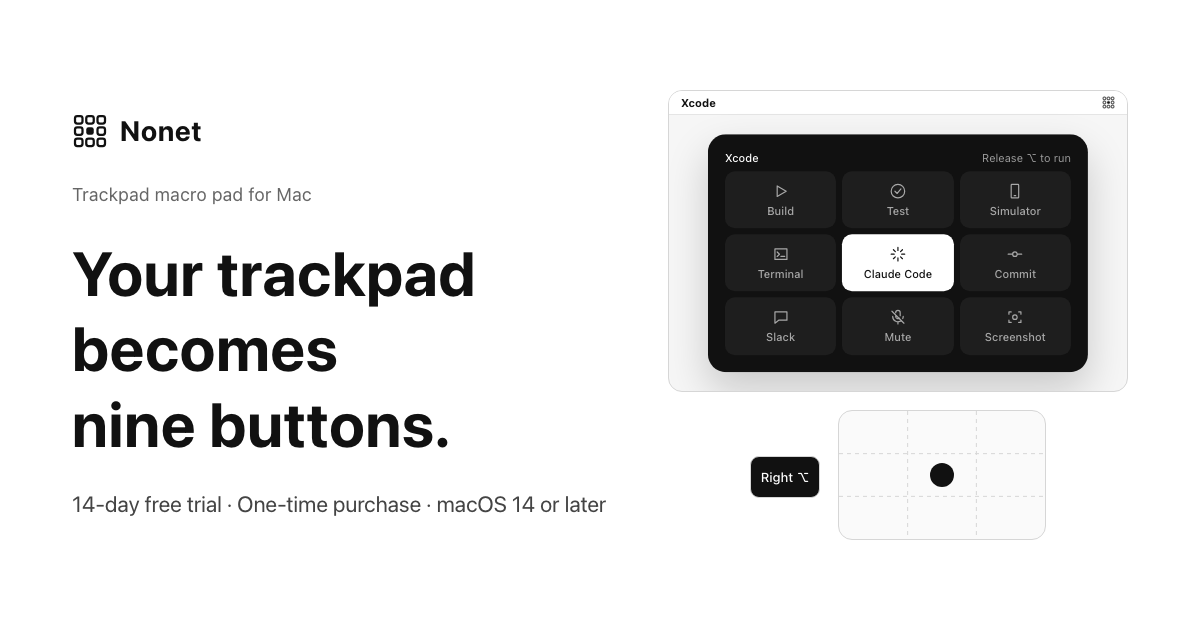 Nonet
Trackpad macro pad for Mac
Your trackpad
becomes
nine buttons.
14-day free trial · One-time purchase · macOS 14 or later
Xcode
Xcode
Release ⌥ to run
Build
Test
Simulator
Terminal
Claude Code
Commit
Slack
Mute
Screenshot
Right ⌥